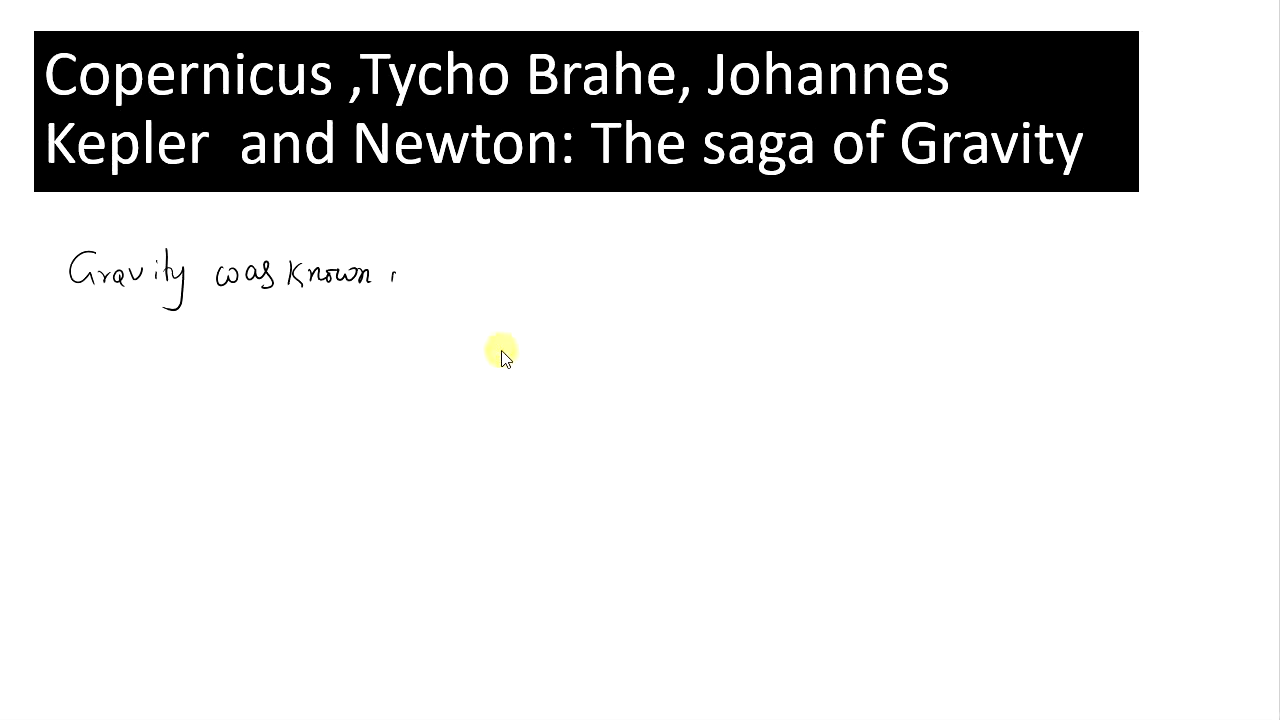 Copernicus ,Tycho Brahe, Johannes
Kepler and Newton: The saga of Gravity
Gravity was known